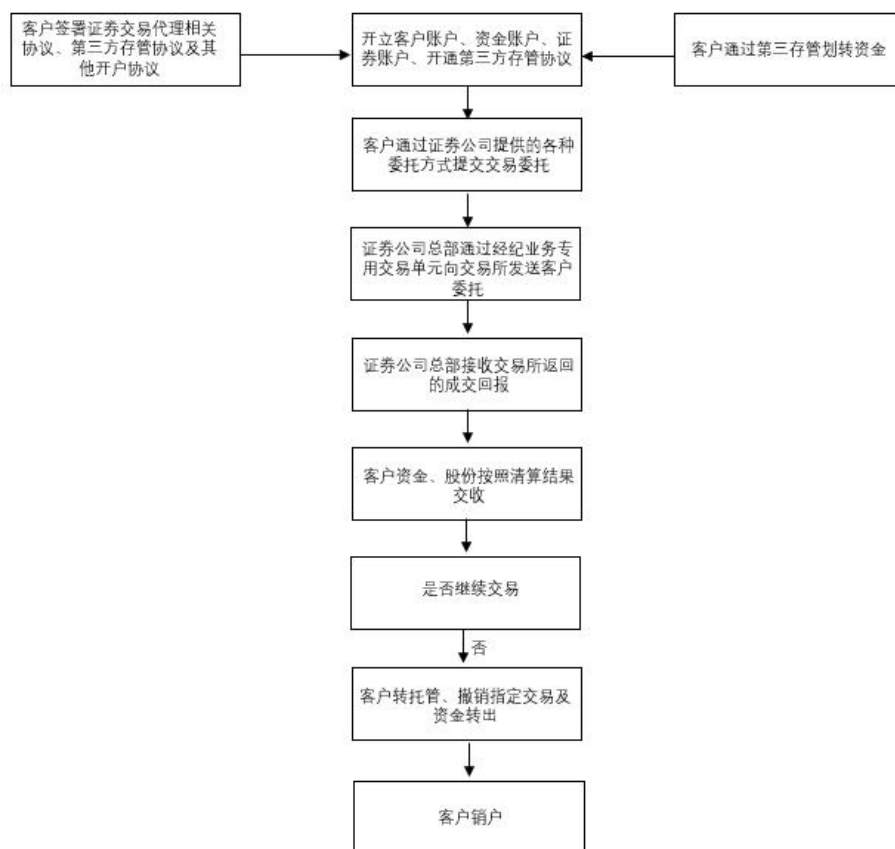 客户签署证券交易代理相关
协议、第三方存管协议及其
他开户协议
开立客户账户、资金账户、证
券账户、开通第三方存管协议
客户通过第三存管划转资金
客户通过证券公司提供的各种
委托方式提交交易委托
证券公司总部通过经纪业务专
用交易单元向交易所发送客户
委托
证券公司总部接收交易所返回
的成交回报
客户资金、股份按照清算结果
交收
是否继续交易
否
客户转托管、撤销指定交易及
资金转出
客户销户